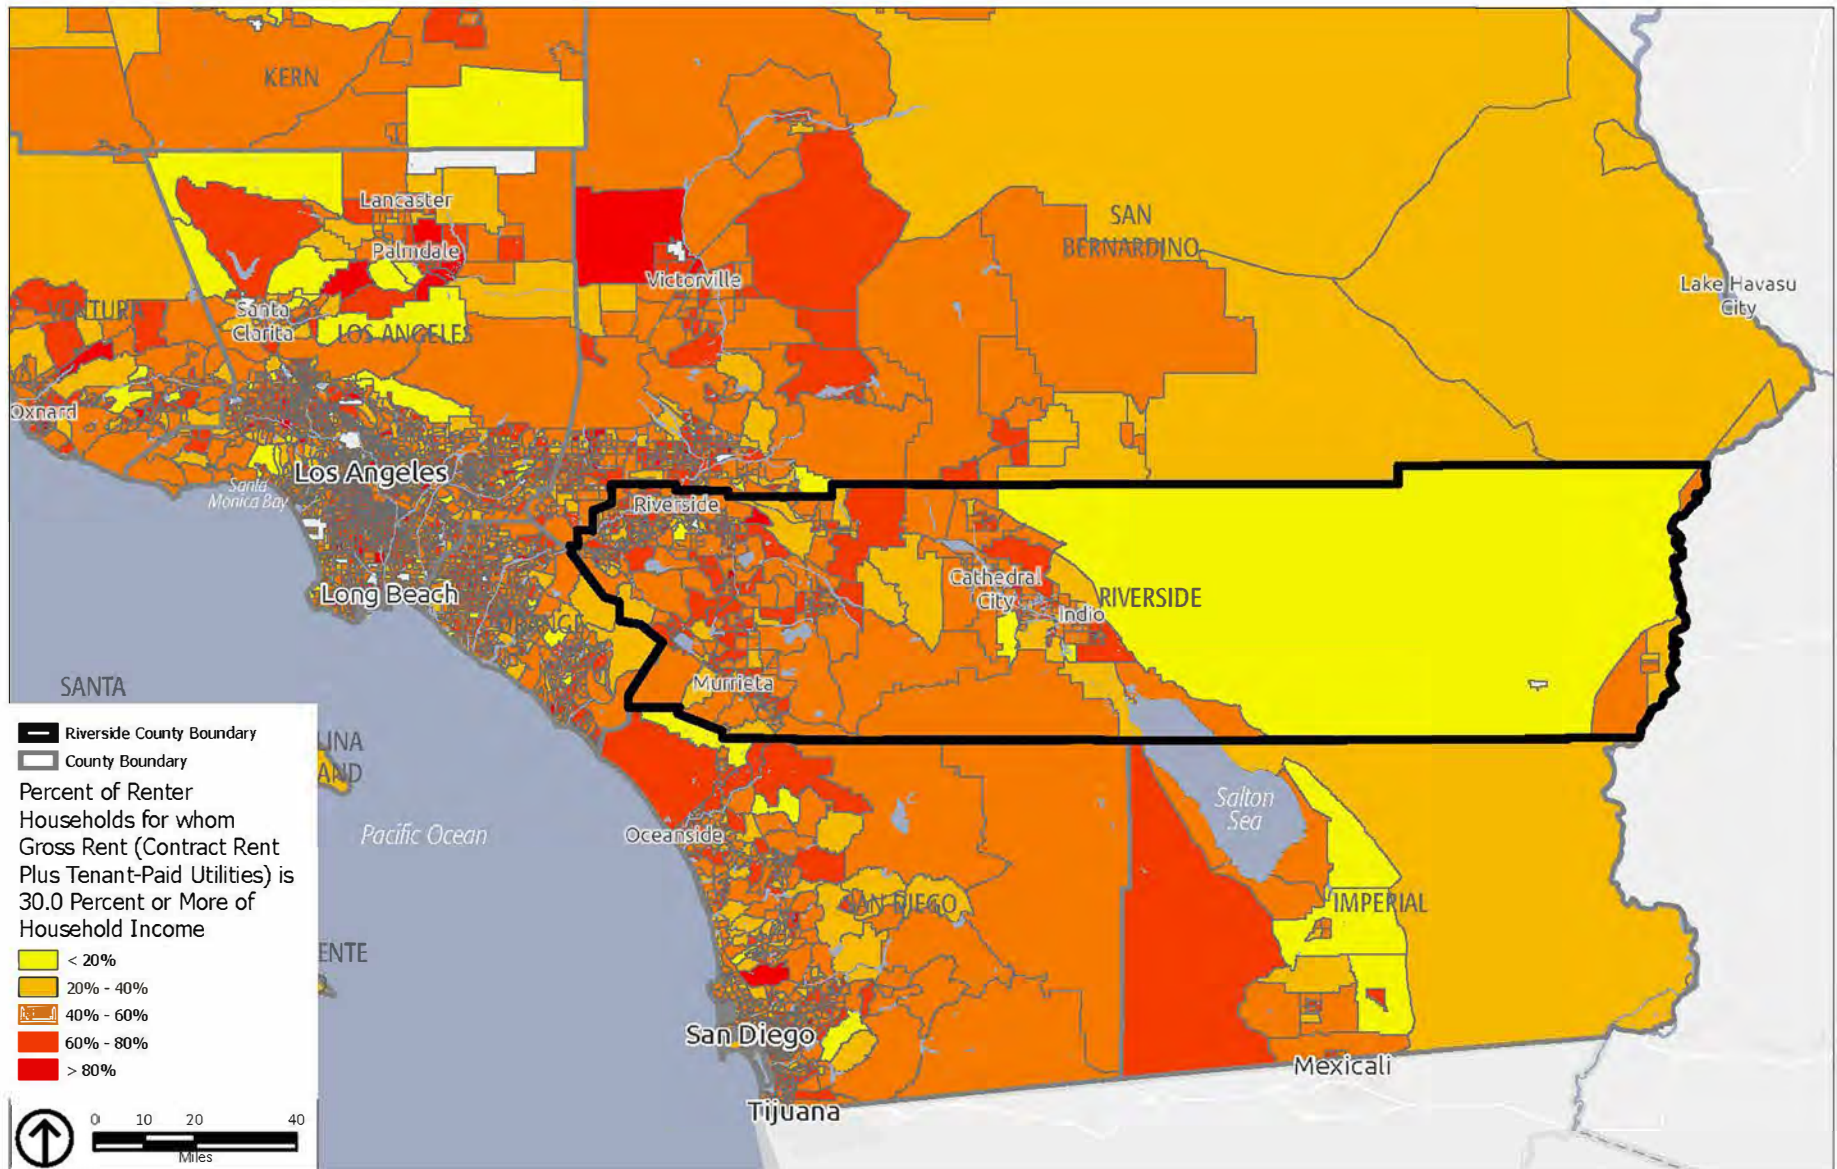 KERN
Lancaster
Palmdale
SAN
BERNARDINO
Victorville
Lake Havasu
City
VENTURA
Santa
Clarita
LOS ANGELES
Oxnard
Los Angeles
Santa
Monica Bay
Riverside
Long Beach
Cathedral
City
RIVERSIDE
Indio
ORANGE
Murrieta
SANTA
LINA
AND
Pacific Ocean
Oceanside
Salton
Sea
SAN DIEGO
IMPERIAL
ENTE
San Diego
Mexicali
Tijuana
Riverside County Boundary
County Boundary
Percent of Renter
Households for whom
Gross Rent (Contract Rent
Plus Tenant-Paid Utilities) is
30.0 Percent or More of
Household Income
< 20%
20% - 40%
40% - 60%
60% - 80%
> 80%
0 10 20 40
Miles